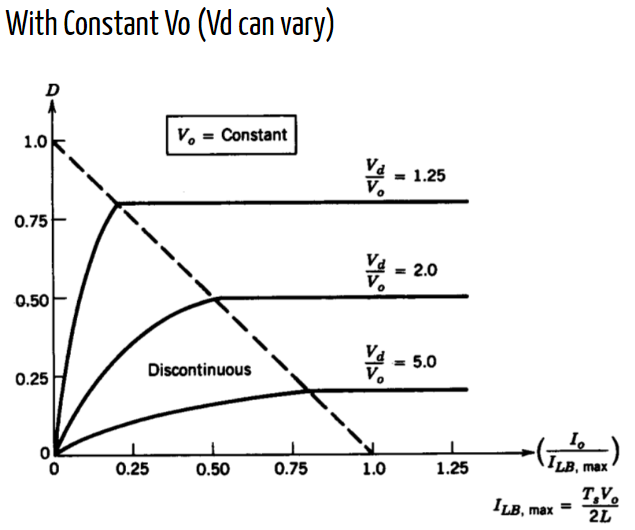 With Constant Vo (Vd can vary)
D
1.0
Vo = Constant
Vd/Vo = 1.25
0.75
Vd/Vo = 2.0
0.50
Vd/Vo = 5.0
0.25
Discontinuous
0
0 0.25 0.50 0.75 1.0 1.25
(Io/ILB, max)
ILB, max = TsVo/2L